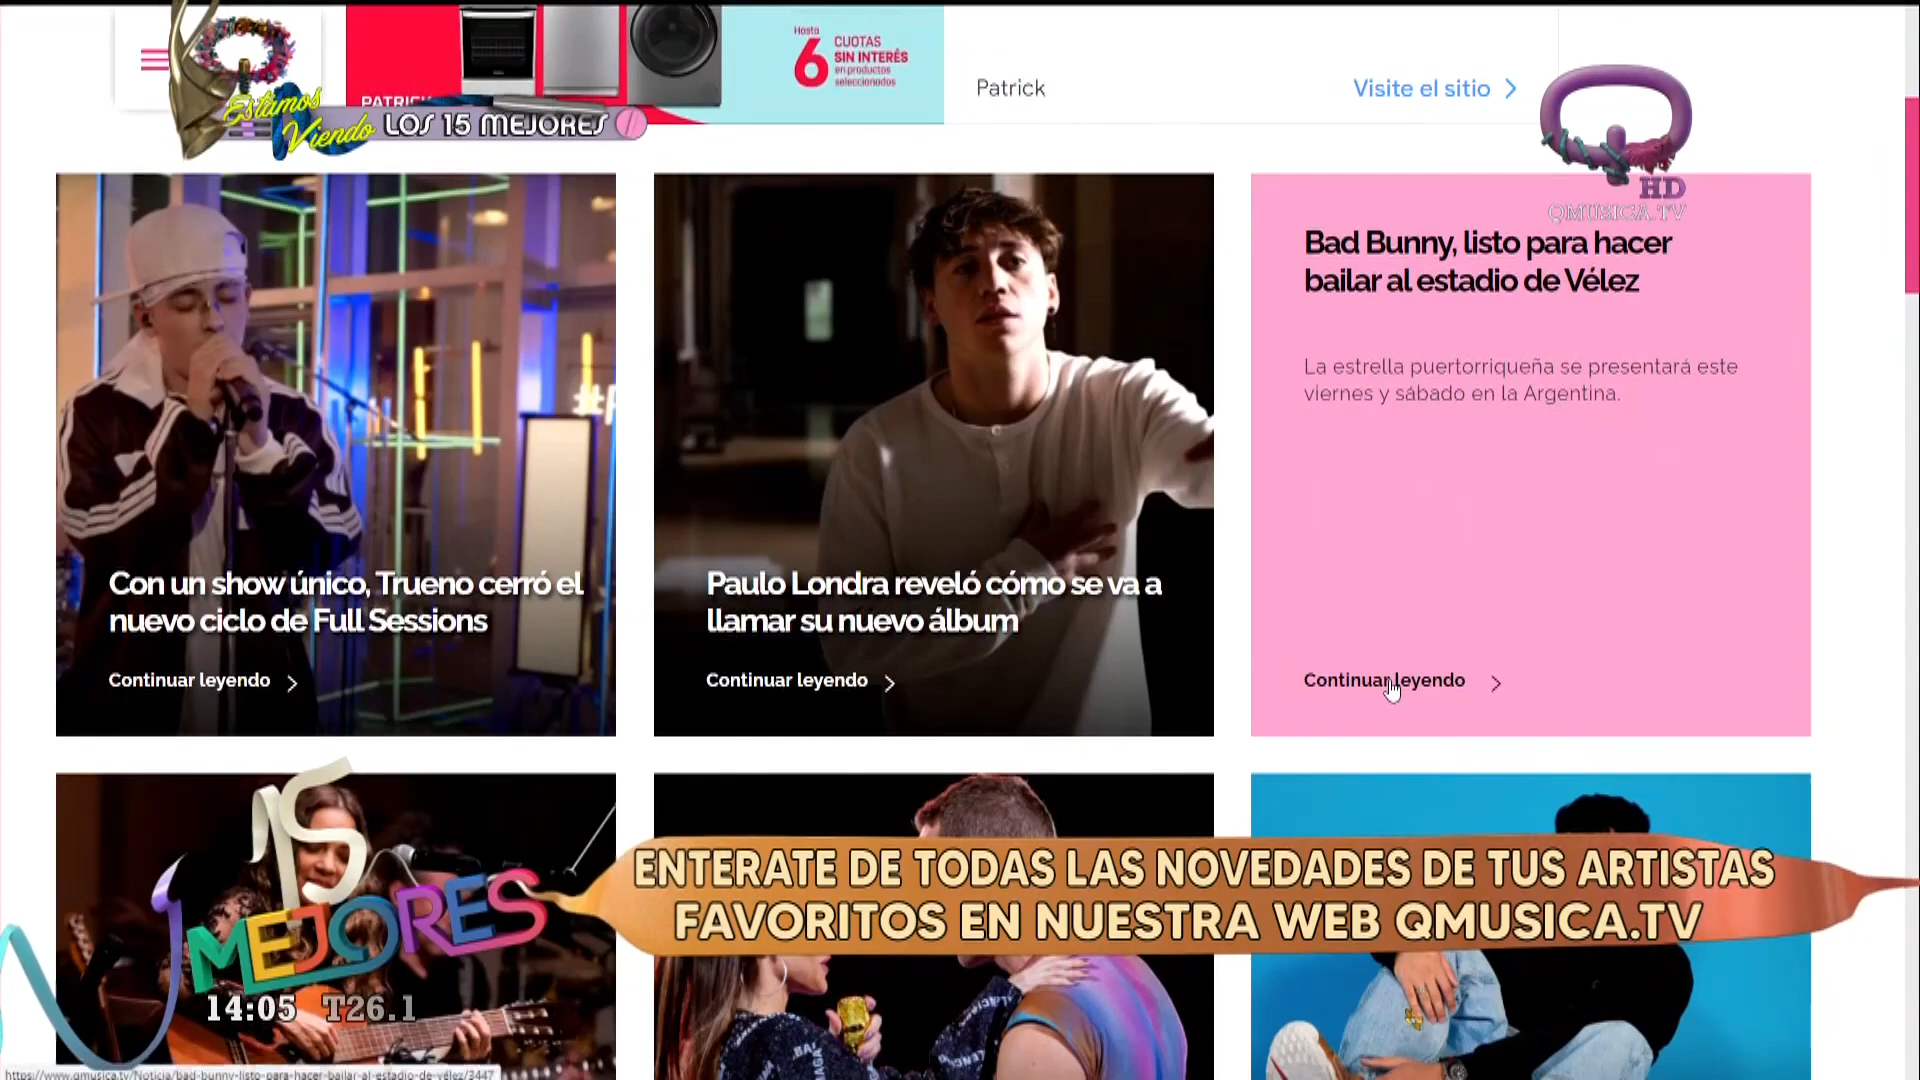 Hasta
6
CUOTAS
SIN INTERÉS
en productos
seleccionados
PATRICK
Patrick
Visite el sitio
Estamos
Viendo
LOS 15 MEJORES
HD
QMUSICA.TV
Con un show único, Trueno cerró el
nuevo ciclo de Full Sessions
Continuar leyendo
Paulo Londra reveló cómo se va a
llamar su nuevo álbum
Continuar leyendo
Bad Bunny, listo para hacer
bailar al estadio de Vélez
La estrella puertorriqueña se presentará este
viernes y sábado en la Argentina.
Continuar leyendo
15
MEJORES
ENTERATE DE TODAS LAS NOVEDADES DE TUS ARTISTAS
FAVORITOS EN NUESTRA WEB QMUSICA.TV
14:05 T26.1
https://www.qmusica.tv/Noticia/bad-bunny-listo-para-hacer-bailar-al-estadio-de-vélez/3447